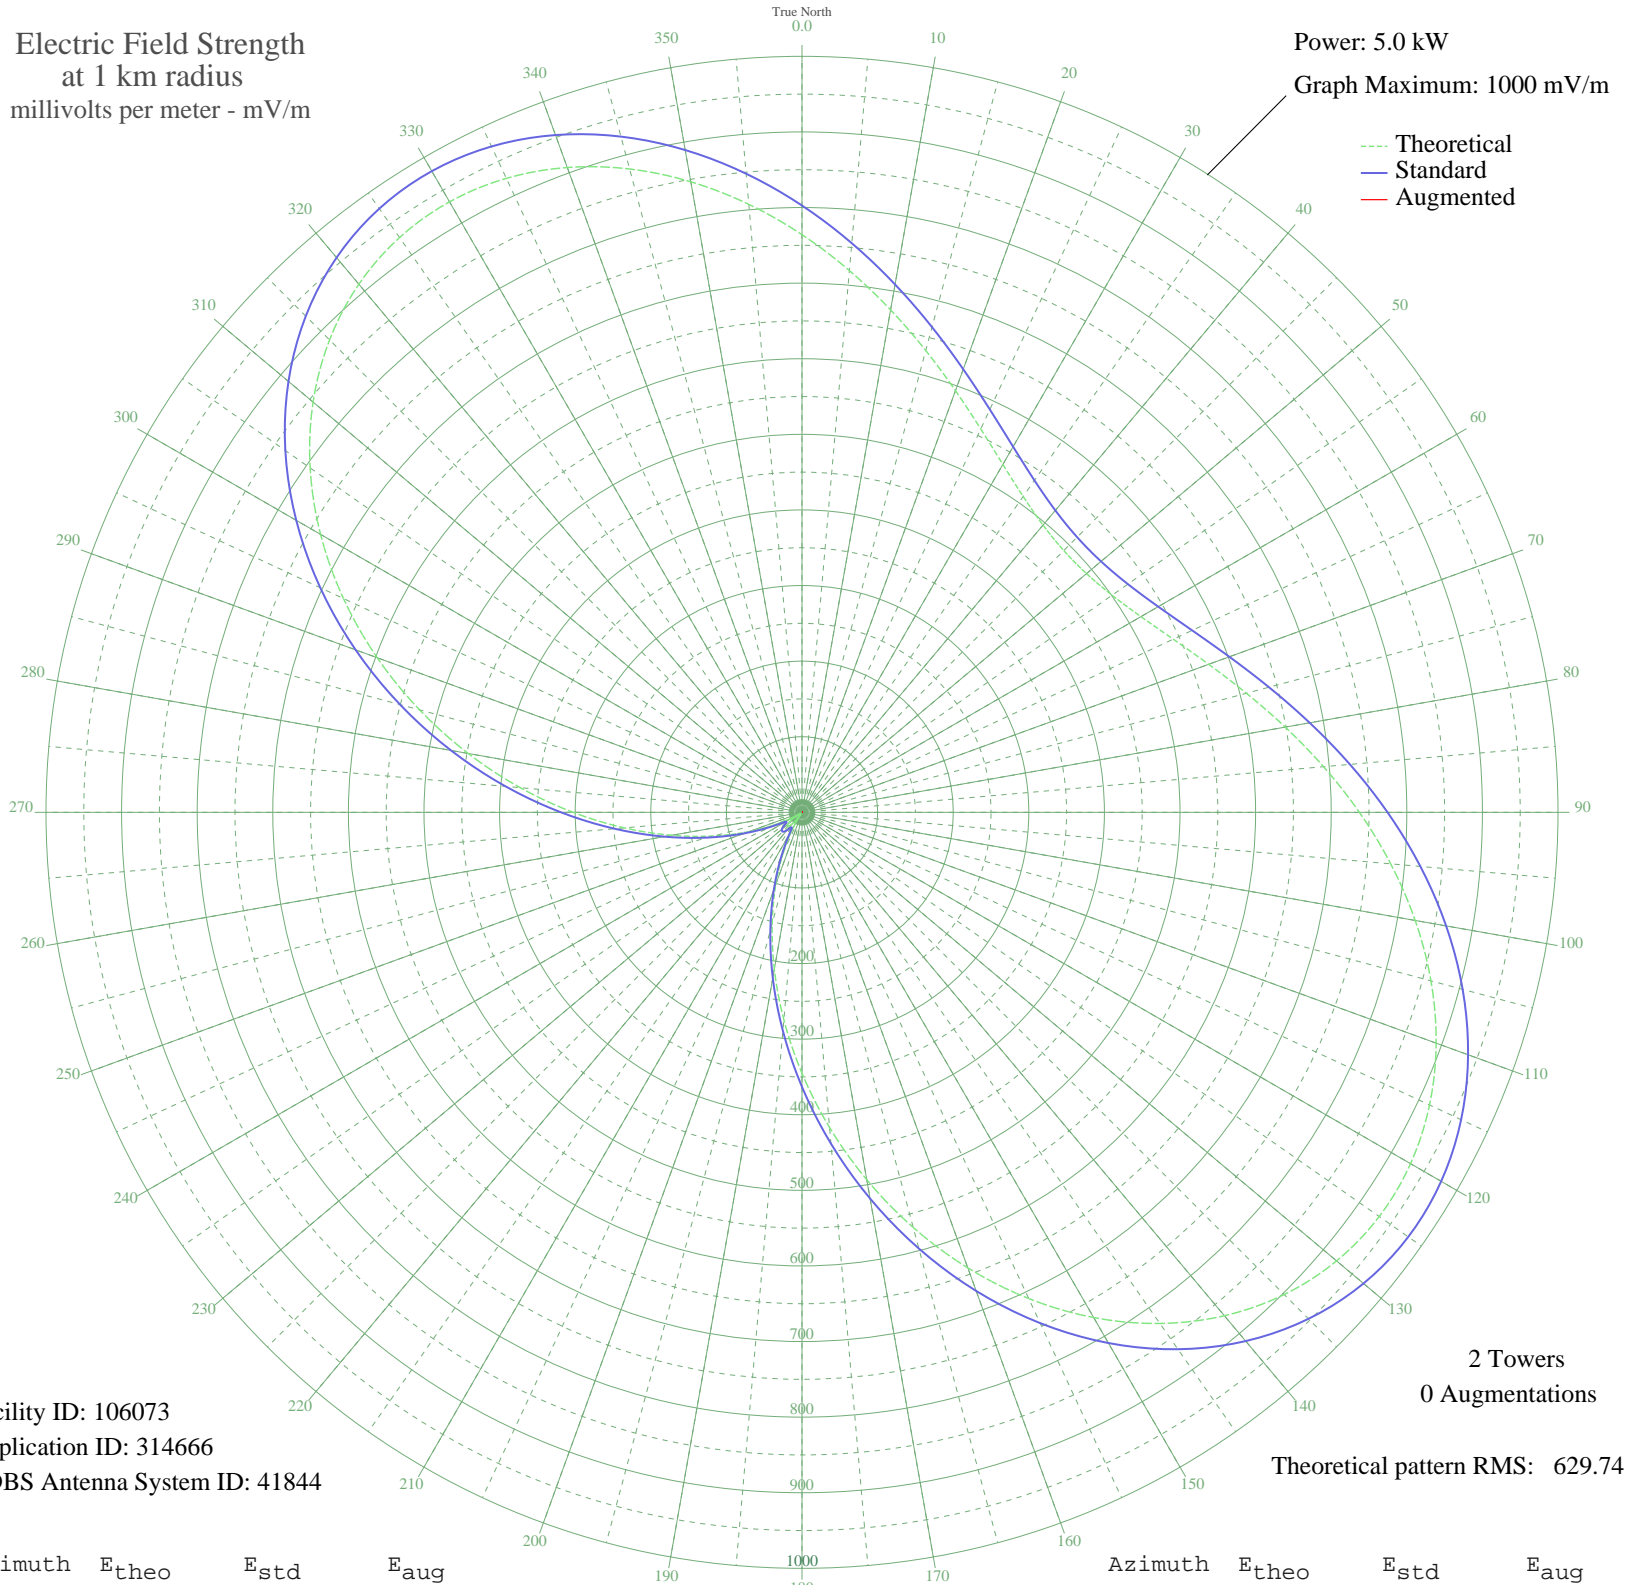 True North
0.0
Electric Field Strength
at 1 km radius
millivolts per meter - mV/m
Power: 5.0 kW
Graph Maximum: 1000 mV/m
Theoretical
Standard
Augmented
350
10
340
20
330
30
320
40
310
50
300
60
290
70
280
80
270
90
260
100
250
110
240
120
230
130
220
140
210
150
200
160
190
170
200
300
400
500
600
700
800
900
1000
2 Towers
0 Augmentations
cility ID: 106073
plication ID: 314666
DBS Antenna System ID: 41844
Theoretical pattern RMS: 629.74
imuth Etheo Estd Eaug
Azimuth Etheo Estd Eaug